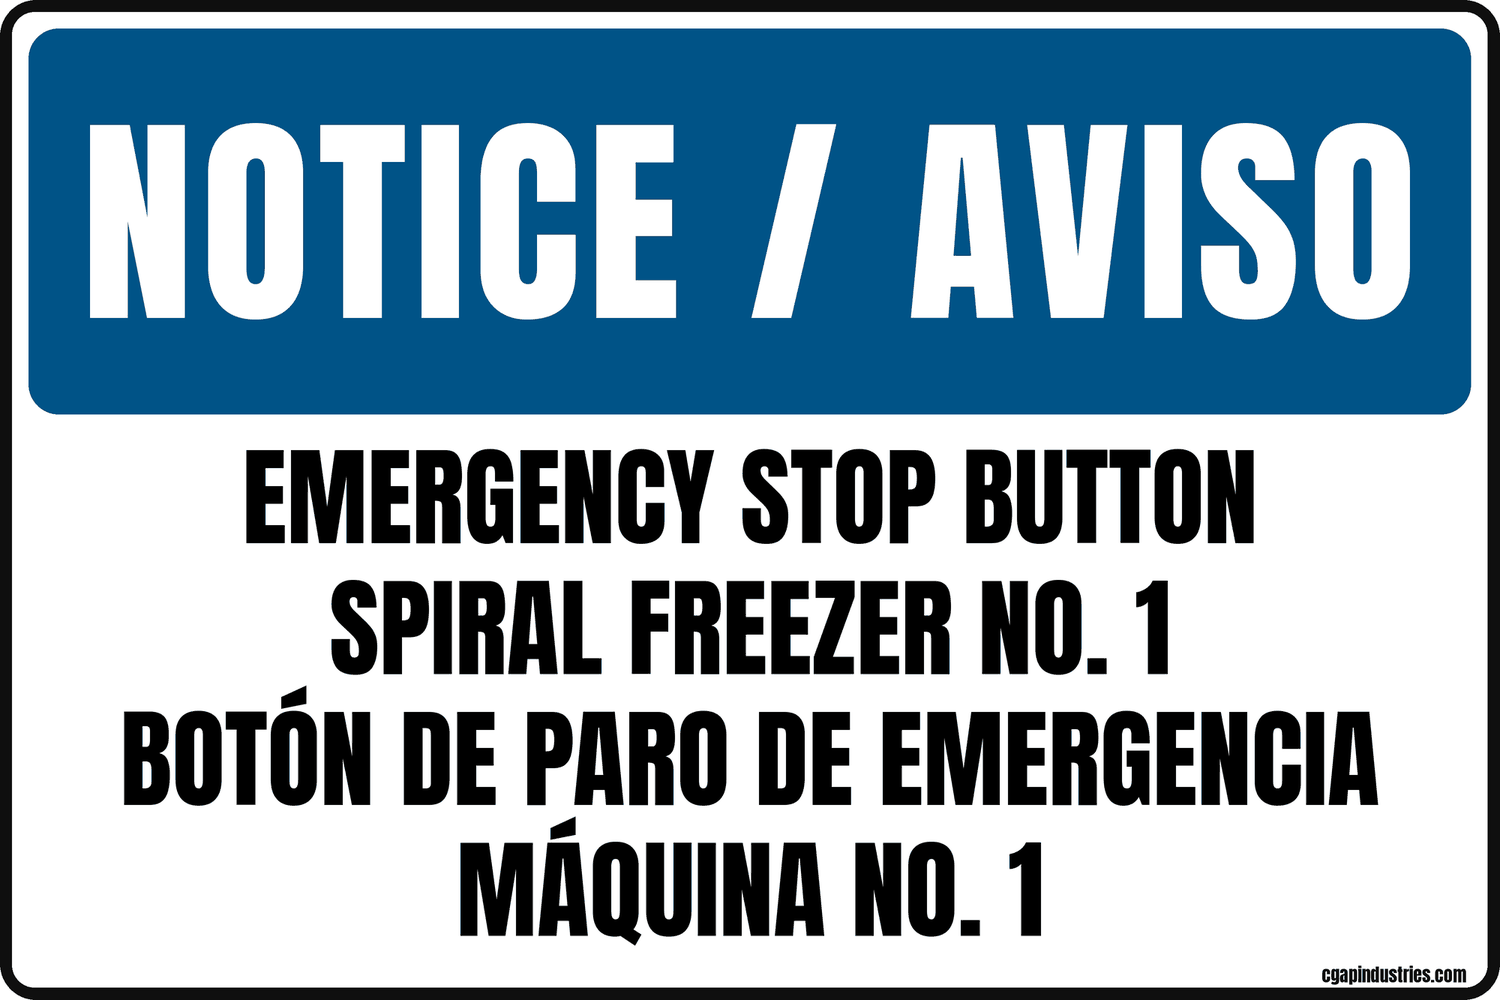 NOTICE / AVISO
EMERGENCY STOP BUTTON
SPIRAL FREEZER NO. 1
BOTÓN DE PARO DE EMERGENCIA
MÁQUINA NO. 1
cgapindustries.com